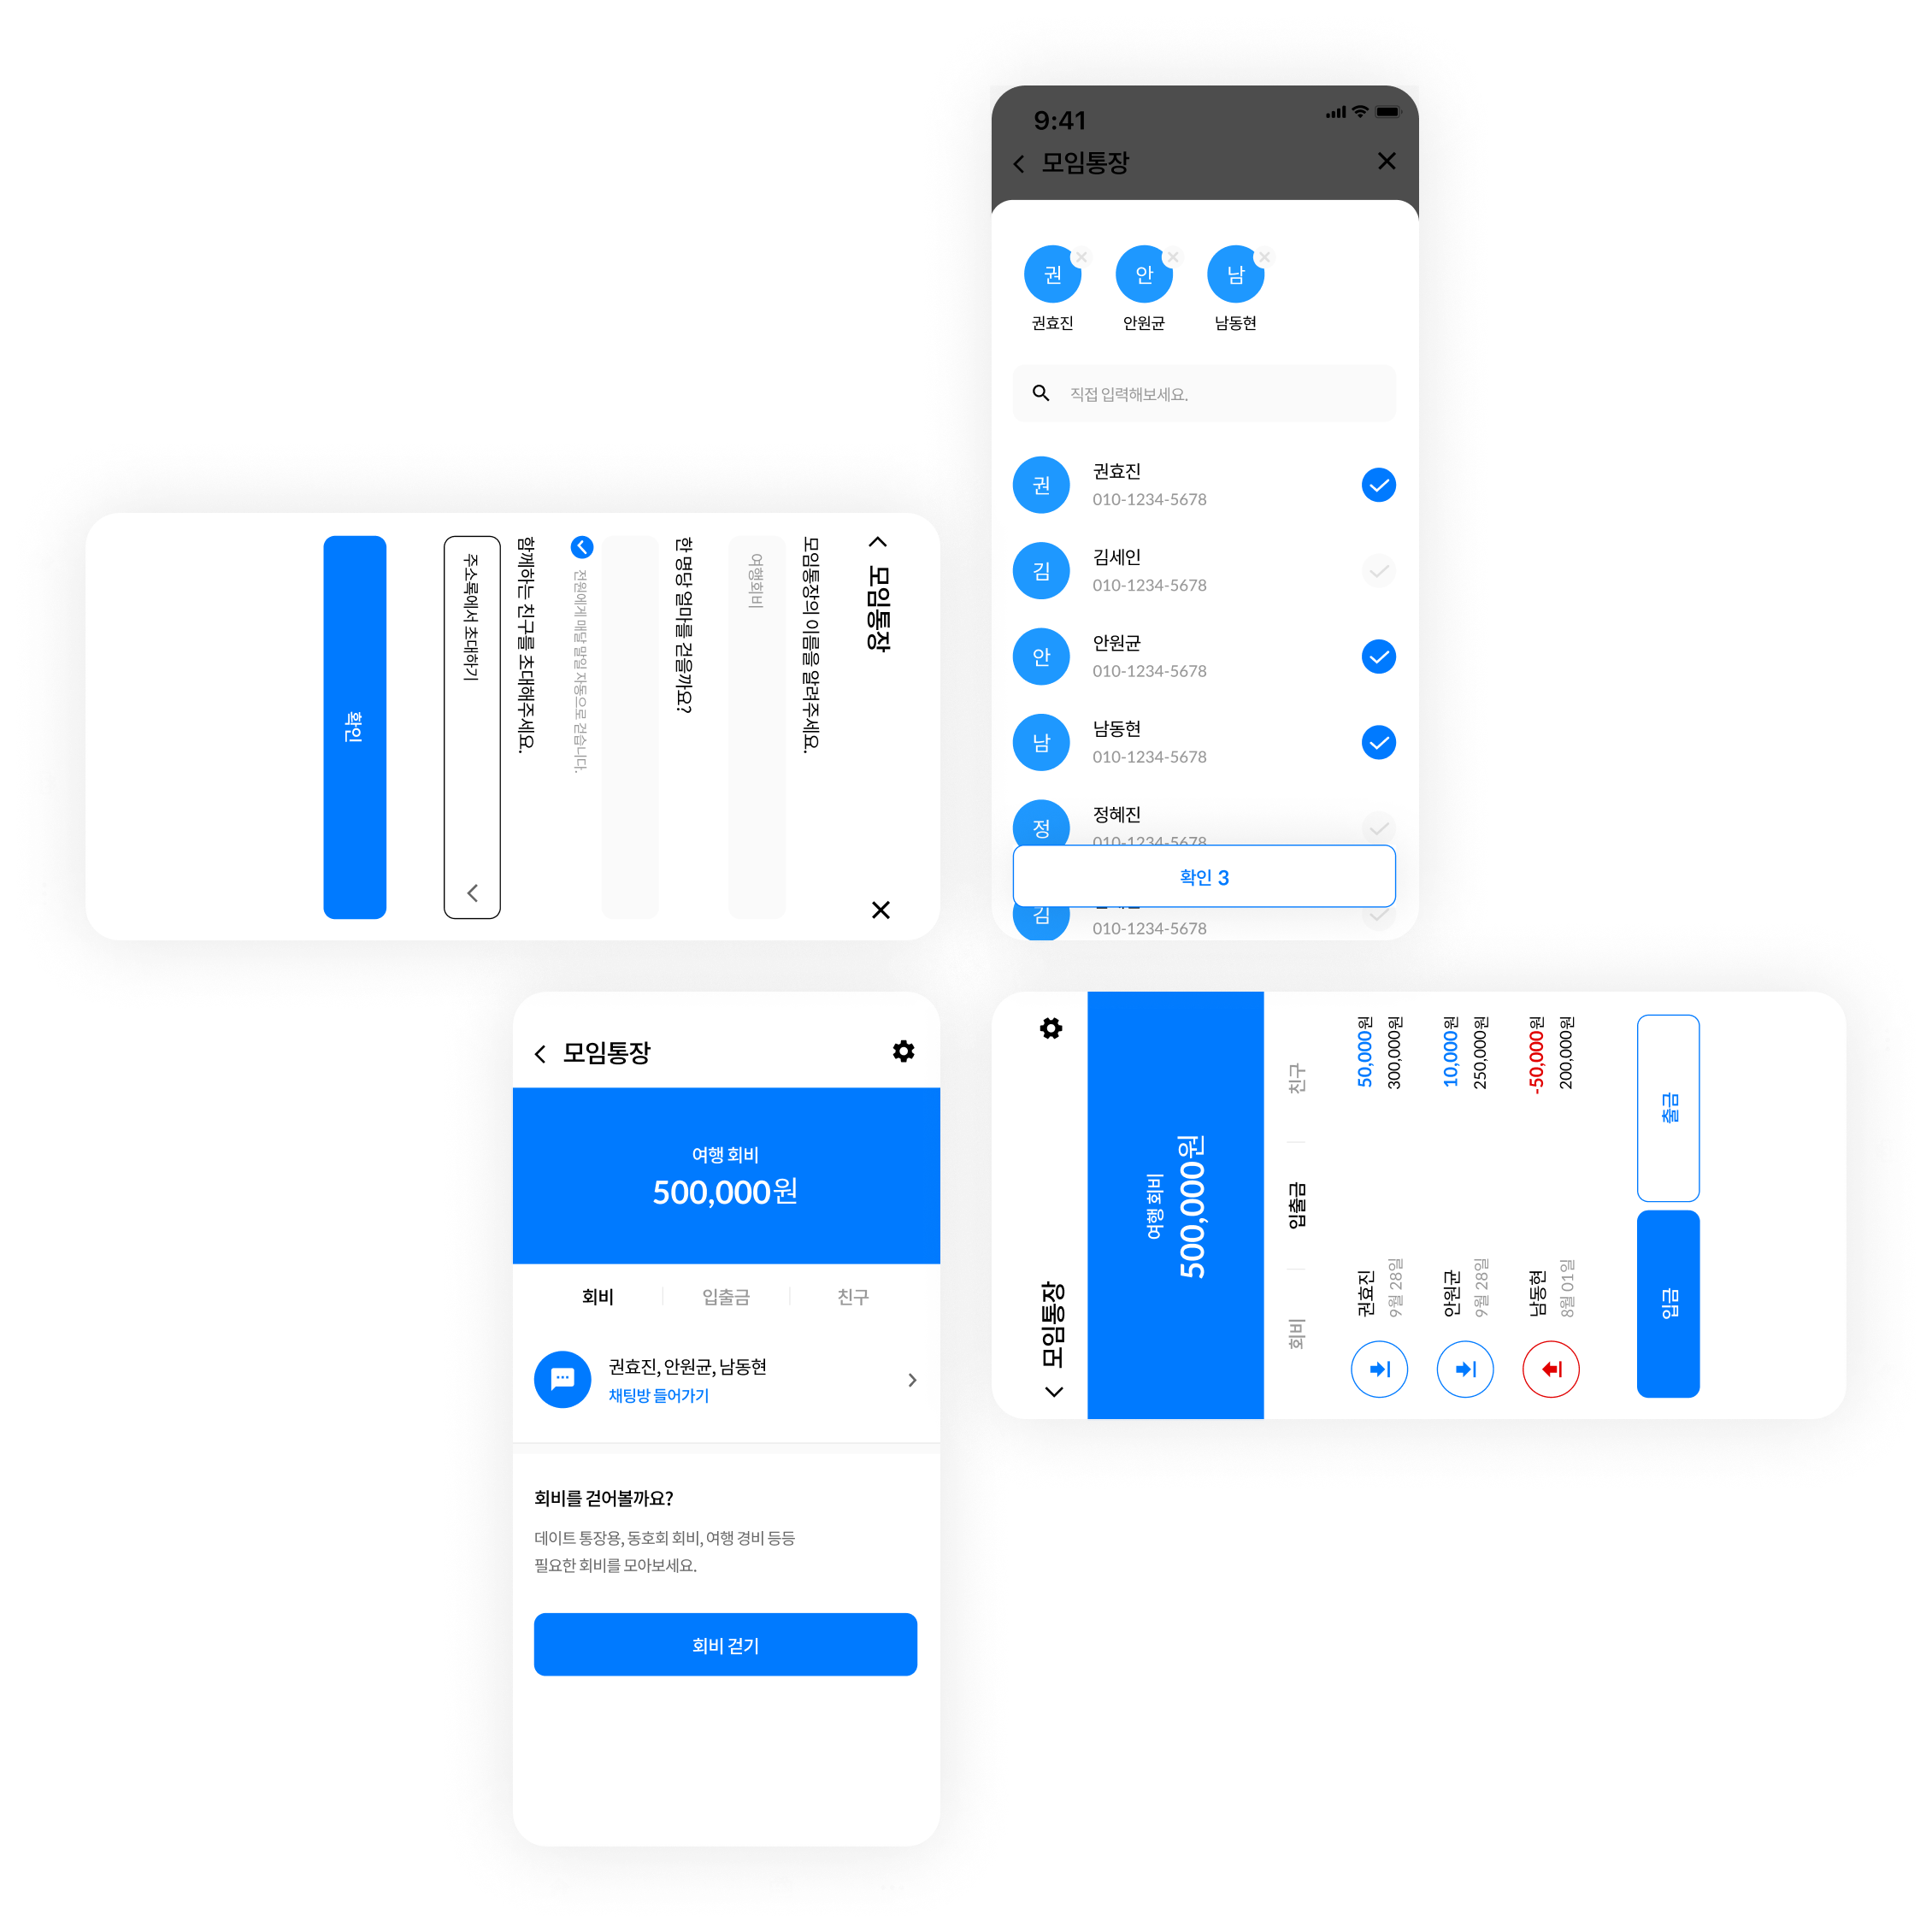 모임통장
모임통장의 이름을 알려주세요.
여행회비
한 명당 얼마를 걷을까요?
전원에게 매달 말일 자동으로 걷습니다.
함께하는 친구를 초대해주세요.
주소록에서 초대하기
확인
9:41
모임통장
권 안 남
권효진 안원균 남동현
직접 입력해보세요.
권 권효진
010-1234-5678
김 김세인
010-1234-5678
안 안원균
010-1234-5678
남 남동현
010-1234-5678
정 정혜진
010-1234-5678
확인 3
김
010-1234-5678
모임통장
여행 회비
500,000원
회비 입출금 친구
권효진, 안원균, 남동현
채팅방 들어가기
회비를 걷어볼까요?
데이트 통장용, 동호회 회비, 여행 경비 등등
필요한 회비를 모아보세요.
회비 걷기
모임통장
여행 회비
500,000원
회비 입출금 친구
권효진 50,000원
9월 28일 300,000원
안원균 10,000원
9월 28일 250,000원
남동현 -50,000원
8월 01일 200,000원
입금 출금